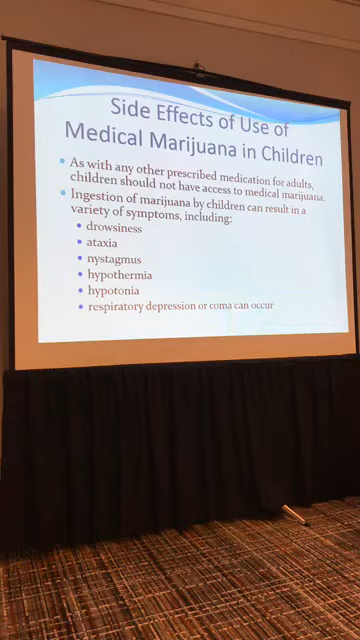 Side Effects of Use of
Medical Marijuana in Children
• As with any other prescribed medication for adults,
children should not have access to medical marijuana.
• Ingestion of marijuana by children can result in a
variety of symptoms, including:
• drowsiness
• ataxia
• nystagmus
• hypothermia
• hypotonia
• respiratory depression or coma can occur